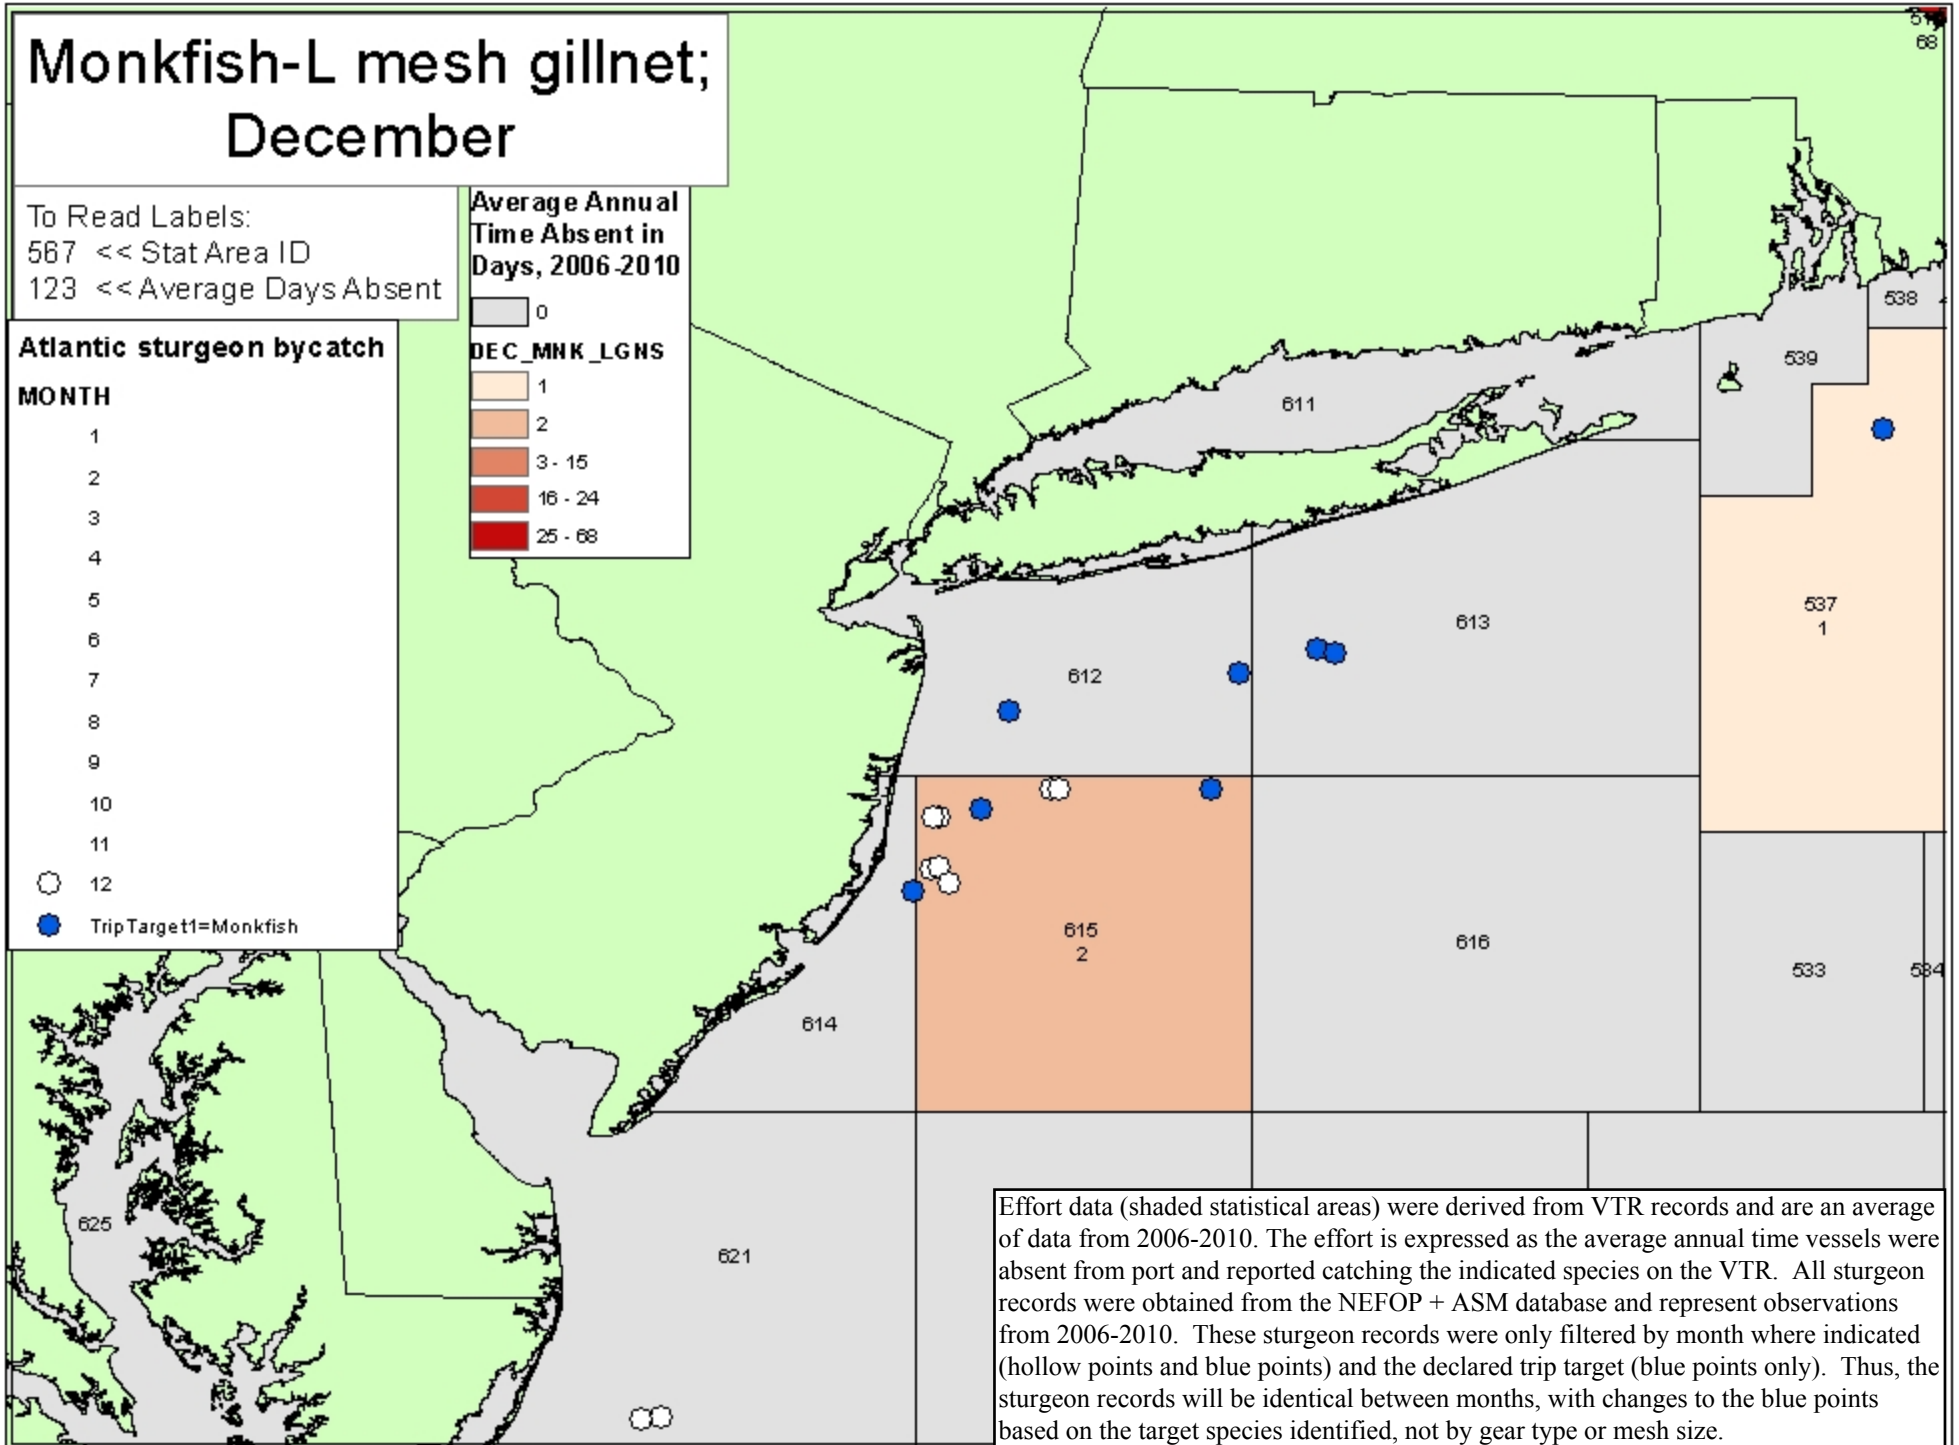 Monkfish-L mesh gillnet;
December
To Read Labels:
567 << Stat Area ID
123 << Average Days Absent
Average Annual
Time Absent in
Days, 2006-2010
0
DEC_MNK_LGNS
1
2
3 - 15
16 - 24
25 - 68
Atlantic sturgeon bycatch
MONTH
1
2
3
4
5
6
7
8
9
10
11
12
TripTarget1=Monkfish
68
538
539
611
537
1
613
612
615
2
616
533
534
614
625
621
Effort data (shaded statistical areas) were derived from VTR records and are an average
of data from 2006-2010. The effort is expressed as the average annual time vessels were
absent from port and reported catching the indicated species on the VTR. All sturgeon
records were obtained from the NEFOP + ASM database and represent observations
from 2006-2010. These sturgeon records were only filtered by month where indicated
(hollow points and blue points) and the declared trip target (blue points only). Thus, the
sturgeon records will be identical between months, with changes to the blue points
based on the target species identified, not by gear type or mesh size.